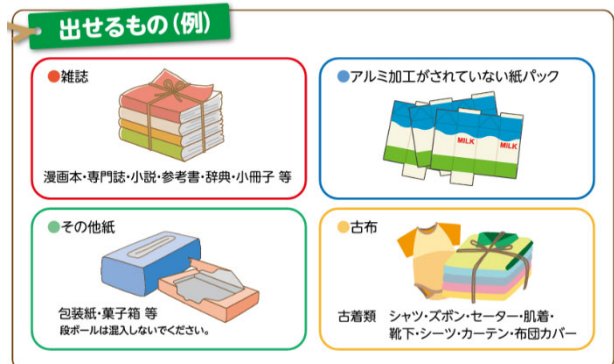 出せるもの(例)
●雑誌
漫画本・専門誌・小説・参考書・辞典・小冊子 等
●アルミ加工がされていない紙パック
MILK
MILK
●その他紙
包装紙・菓子箱 等
段ボールは混入しないでください。
●古布
古着類 シャツ・ズボン・セーター・肌着・
靴下・シーツ・カーテン・布団カバー